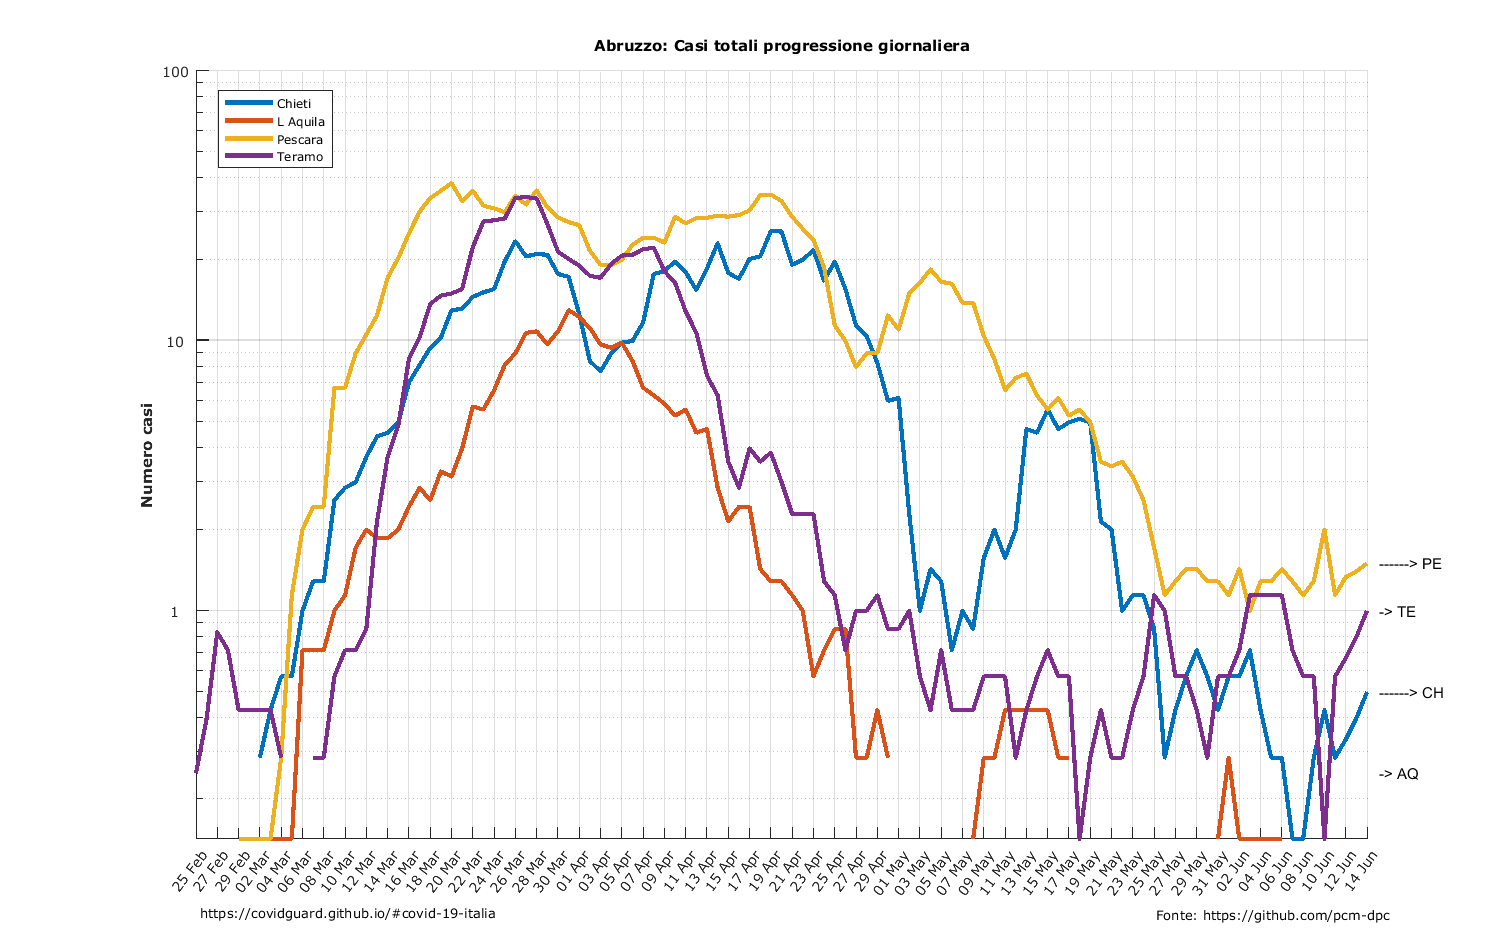 Abruzzo: Casi totali progressione giornaliera
100
10
1
Numero casi
Chieti
L Aquila
Pescara
Teramo
------> PE
-> TE
------> CH
-> AQ
25 Feb
27 Feb
29 Feb
02 Mar
04 Mar
06 Mar
08 Mar
10 Mar
12 Mar
14 Mar
16 Mar
18 Mar
20 Mar
22 Mar
24 Mar
26 Mar
28 Mar
30 Mar
01 Apr
03 Apr
05 Apr
07 Apr
09 Apr
11 Apr
13 Apr
15 Apr
17 Apr
19 Apr
21 Apr
23 Apr
25 Apr
27 Apr
29 Apr
01 May
03 May
05 May
07 May
09 May
11 May
13 May
15 May
17 May
19 May
21 May
23 May
25 May
27 May
29 May
31 May
02 Jun
04 Jun
06 Jun
08 Jun
10 Jun
12 Jun
14 Jun
https://covidguard.github.io/#covid-19-italia
Fonte: https://github.com/pcm-dpc